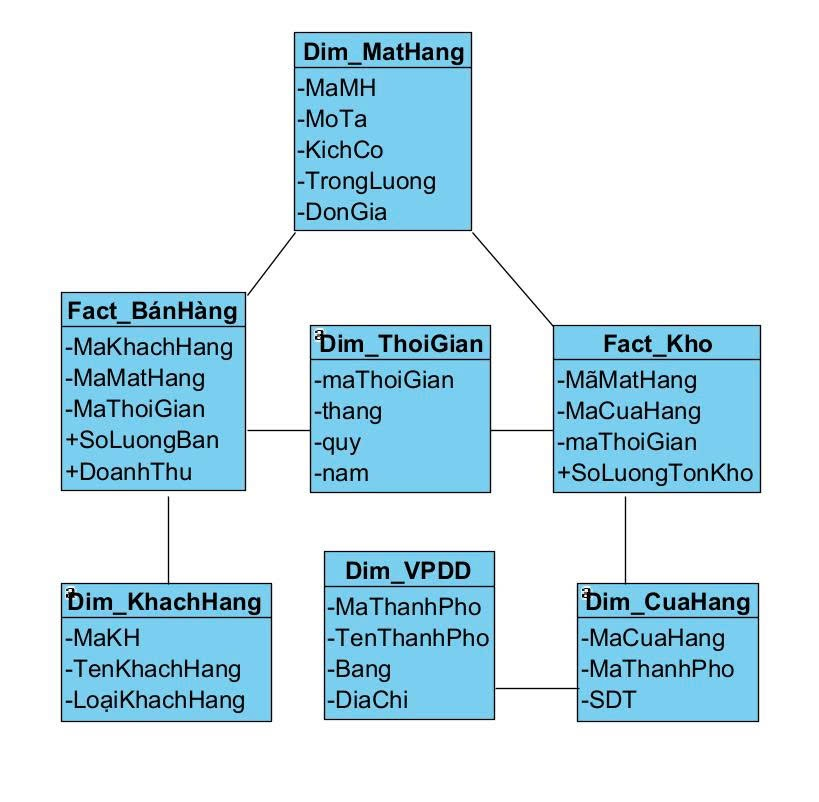 Dim_MatHang
-MaMH
-MoTa
-KichCo
-TrongLuong
-DonGia
Fact_BánHàng
-MaKhachHang
-MaMatHang
-MaThoiGian
+SoLuongBan
+DoanhThu
a
Dim_ThoiGian
-maThoiGian
-thang
-quy
-nam
Fact_Kho
-MãMatHang
-MaCuaHang
-maThoiGian
+SoLuongTonKho
a
Dim_KhachHang
-MaKH
-TenKhachHang
-LoạiKhachHang
Dim_VPDD
-MaThanhPho
-TenThanhPho
-Bang
-DiaChi
a
Dim_CuaHang
-MaCuaHang
-MaThanhPho
-SDT